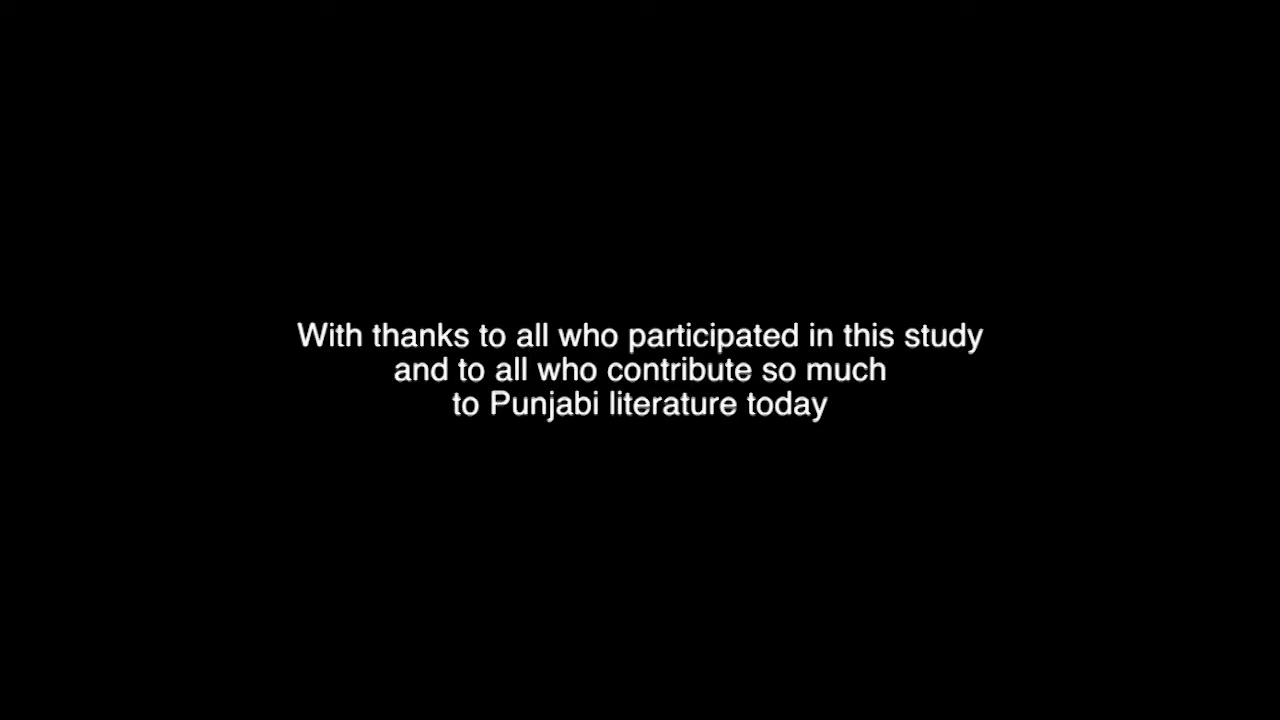 With thanks to all who participated in this study
and to all who contribute so much
to Punjabi literature today